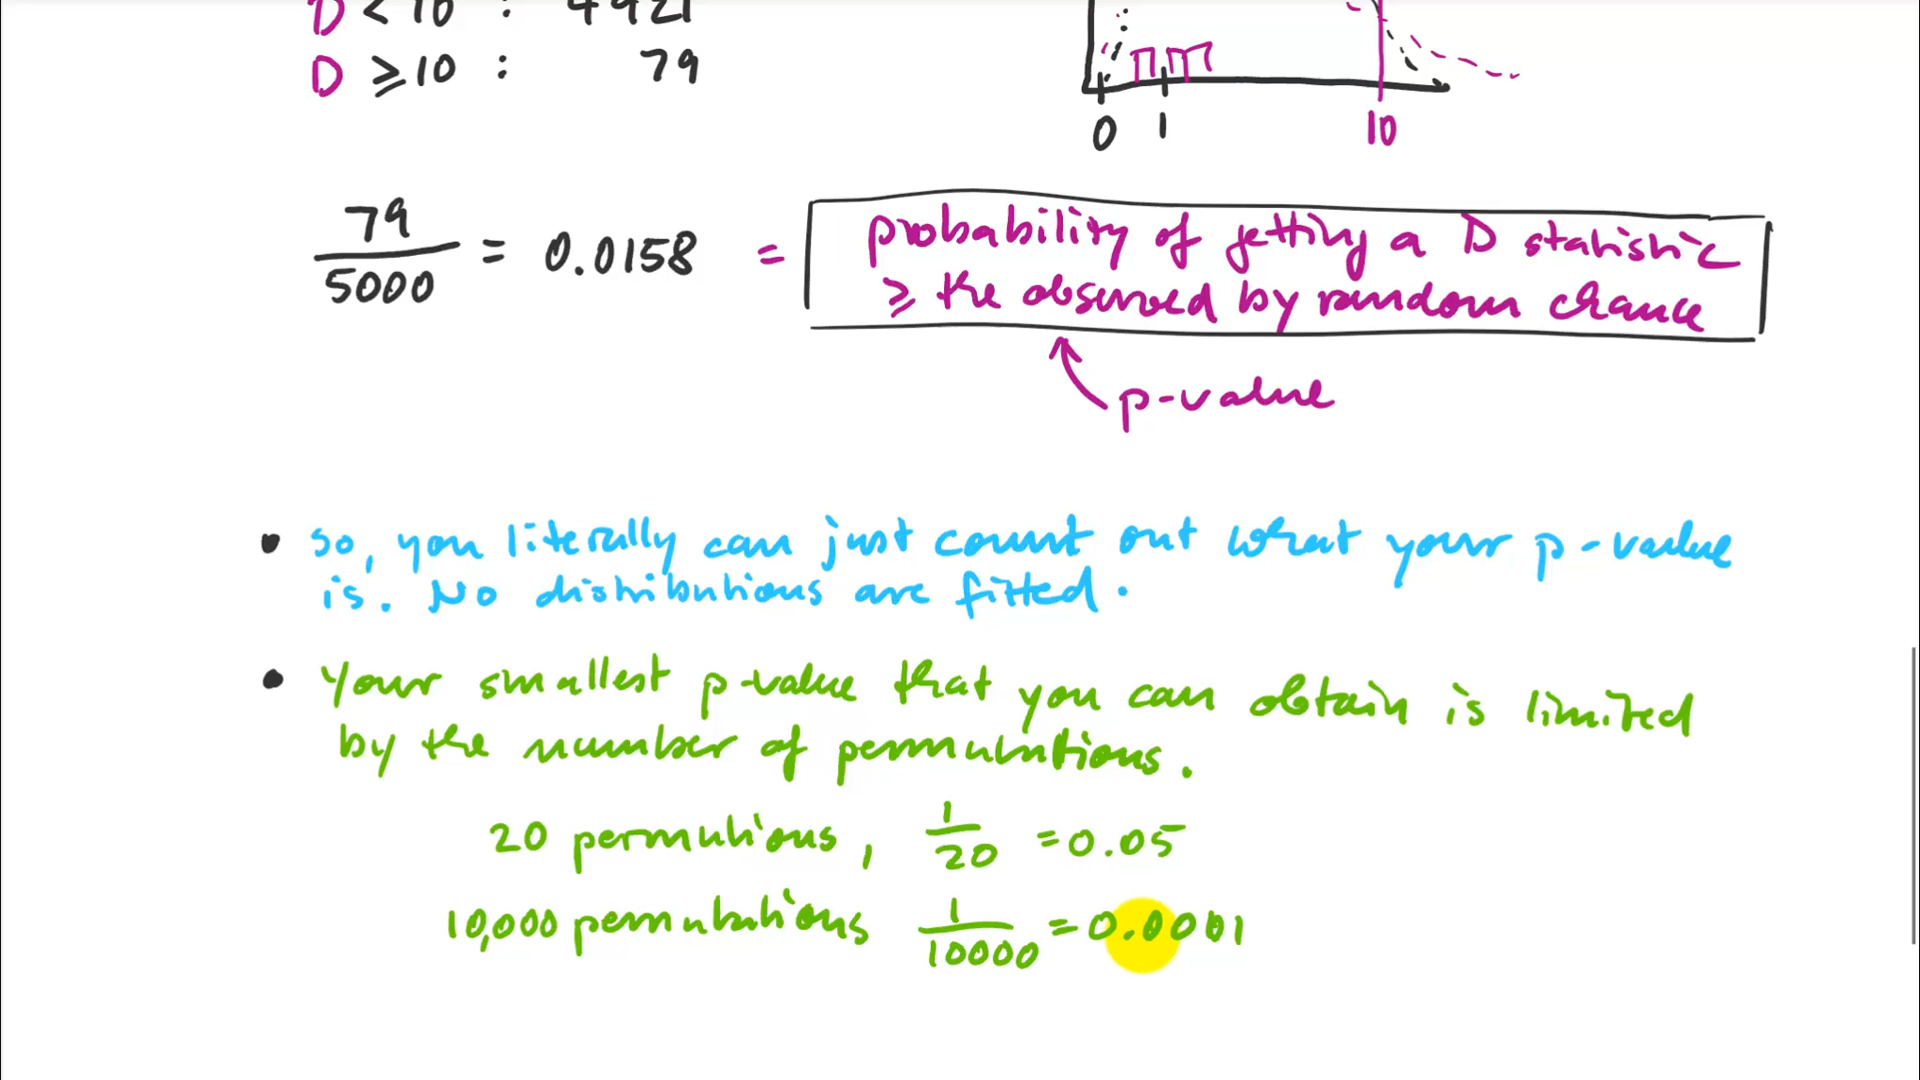 D < 10 : 4921
D ⩾ 10 : 79
0 1 10
79
5000
= 0.0158 =
probability of getting a D statistic
⩾ the observed by random chance
p-value
• So, you literally can just count out what your p-value
is. No distributions are fitted.
• Your smallest p-value that you can obtain is limited
by the number of permutations.
20 permutions, 1/20 = 0.05
10,000 permutations 1/10000 = 0.0001